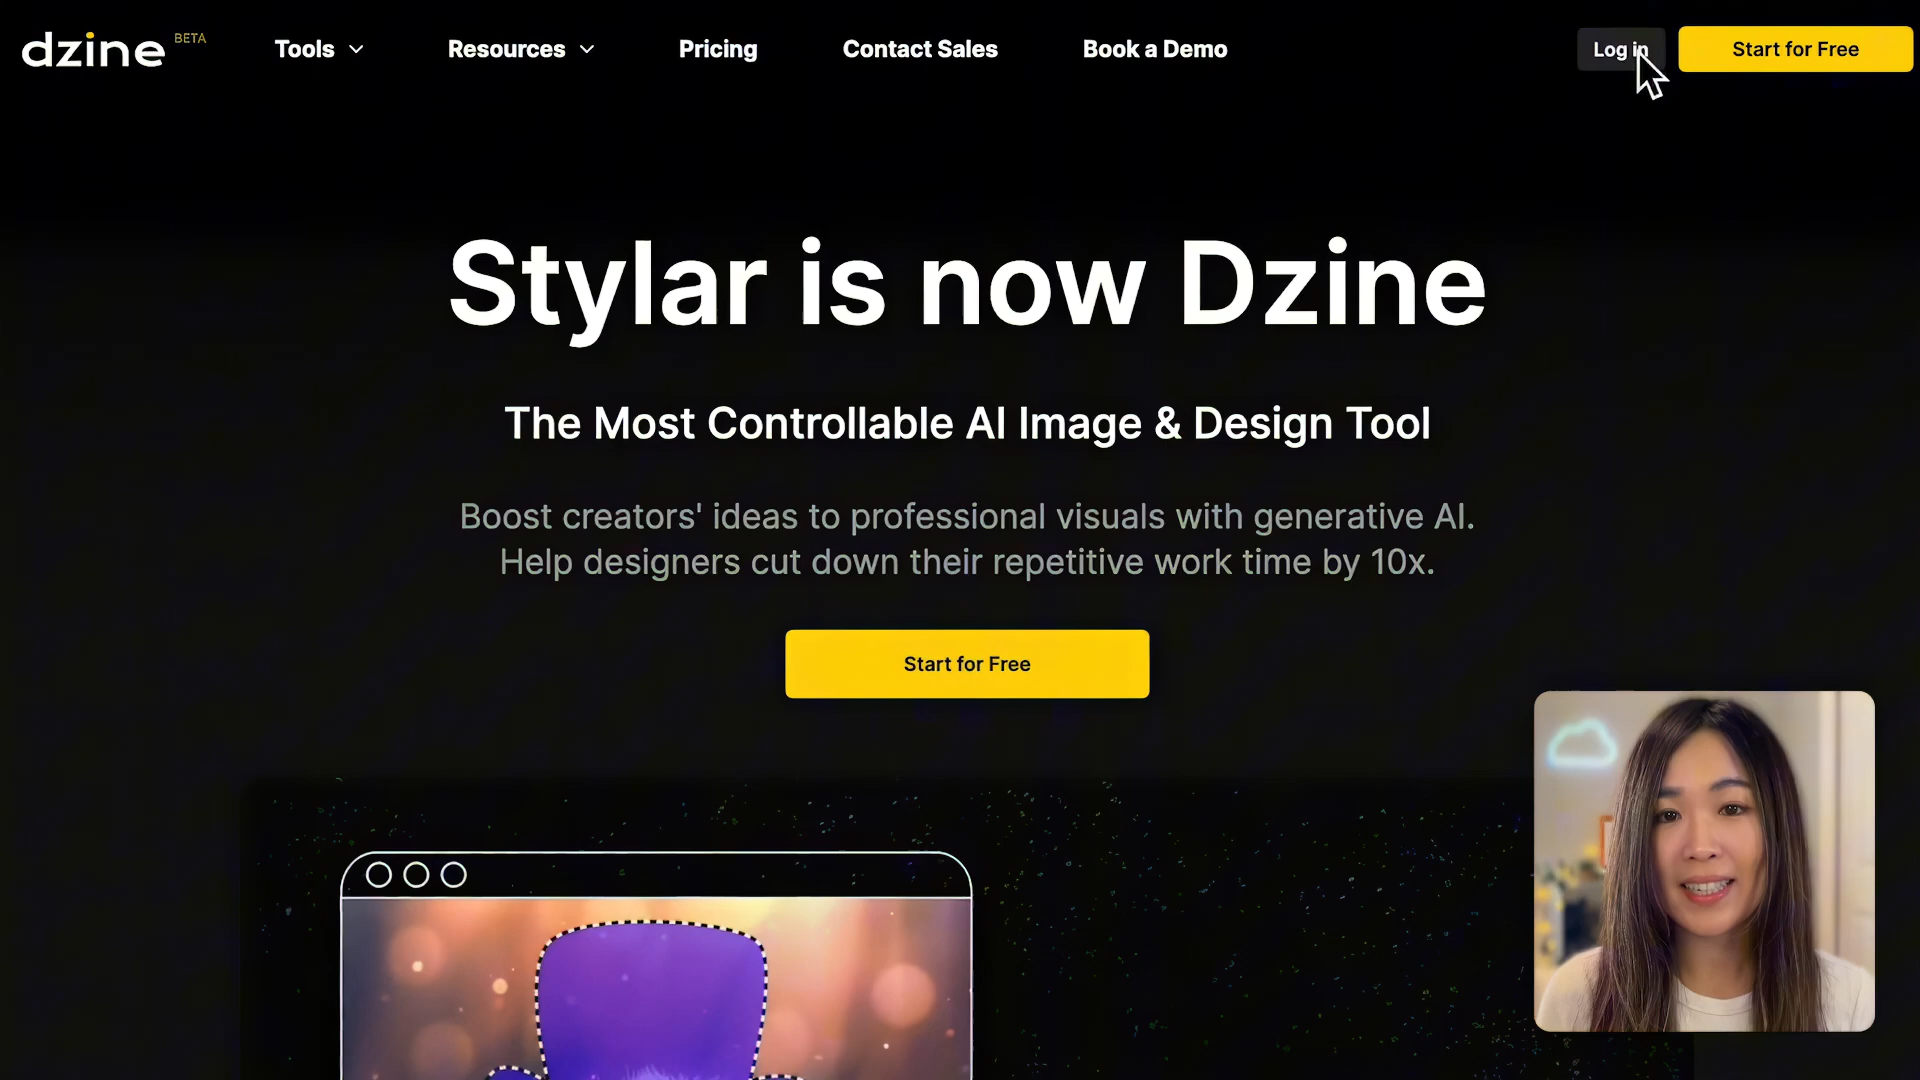 dzine BETA
Tools
Resources
Pricing
Contact Sales
Book a Demo
Log in
Start for Free
Stylar is now Dzine
The Most Controllable AI Image & Design Tool
Boost creators' ideas to professional visuals with generative AI.
Help designers cut down their repetitive work time by 10x.
Start for Free